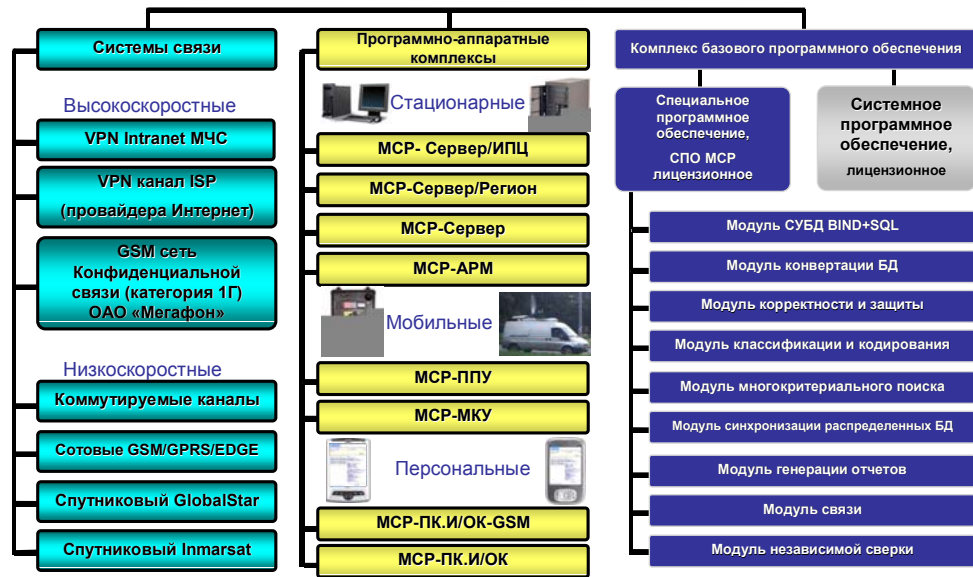 Системы связи
Высокоскоростные
VPN Intranet МЧС
VPN канал ISP
(провайдера Интернет)
GSM сеть
Конфиденциальной
связи (категория 1Г)
ОАО «Мегафон»
Низкоскоростные
Коммутируемые каналы
Сотовые GSM/GPRS/EDGE
Спутниковый GlobalStar
Спутниковый Inmarsat
Программно-аппаратные
комплексы
Стационарные
МСР- Сервер/ИПЦ
МСР-Сервер/Регион
МСР-Сервер
МСР-АРМ
Мобильные
МСР-ППУ
МСР-МКУ
Персональные
МСР-ПК.И/ОК-GSM
МСР-ПК.И/ОК
Комплекс базового программного обеспечения
Специальное
программное
обеспечение,
СПО МСР
лицензионное
Системное
программное
обеспечение,
лицензионное
Модуль СУБД BIND+SQL
Модуль конвертации БД
Модуль корректности и защиты
Модуль классификации и кодирования
Модуль многокритериального поиска
Модуль синхронизации распределенных БД
Модуль генерации отчетов
Модуль связи
Модуль независимой сверки